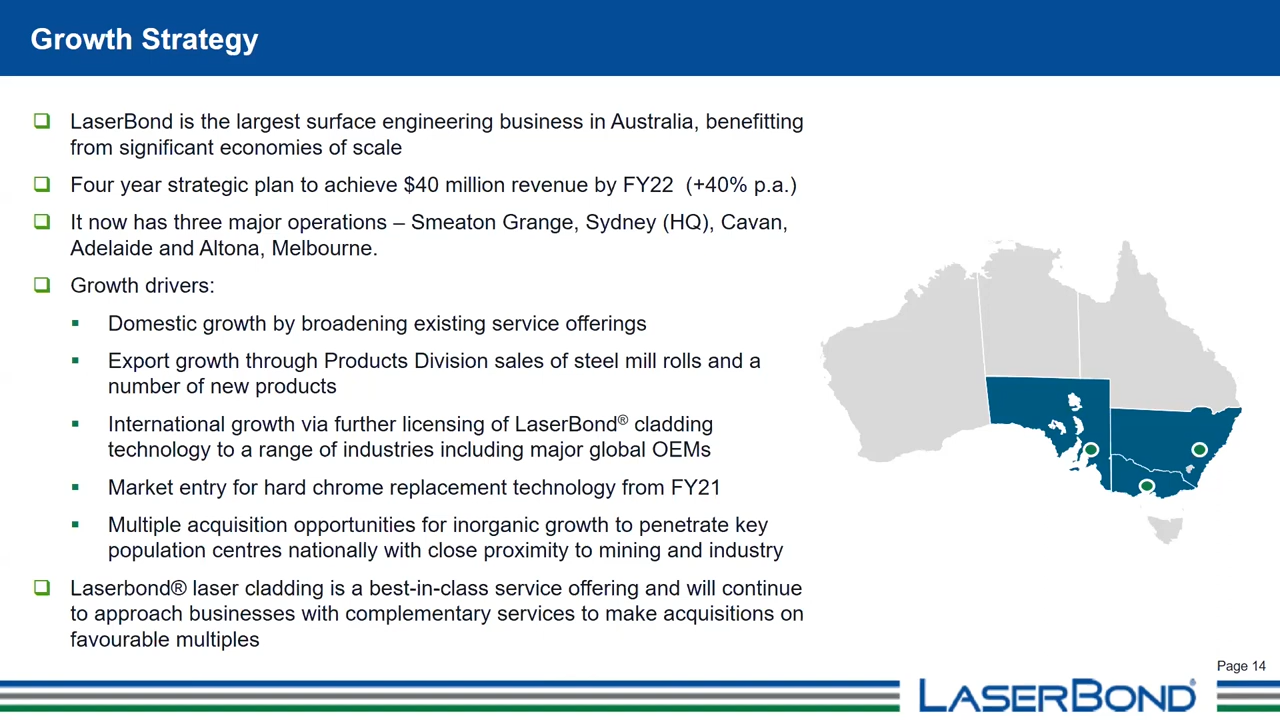 Growth Strategy
LaserBond is the largest surface engineering business in Australia, benefitting
from significant economies of scale
Four year strategic plan to achieve $40 million revenue by FY22 (+40% p.a.)
It now has three major operations – Smeaton Grange, Sydney (HQ), Cavan,
Adelaide and Altona, Melbourne.
Growth drivers:
Domestic growth by broadening existing service offerings
Export growth through Products Division sales of steel mill rolls and a
number of new products
International growth via further licensing of LaserBond® cladding
technology to a range of industries including major global OEMs
Market entry for hard chrome replacement technology from FY21
Multiple acquisition opportunities for inorganic growth to penetrate key
population centres nationally with close proximity to mining and industry
Laserbond® laser cladding is a best-in-class service offering and will continue
to approach businesses with complementary services to make acquisitions on
favourable multiples
Page 14
LASERBOND®